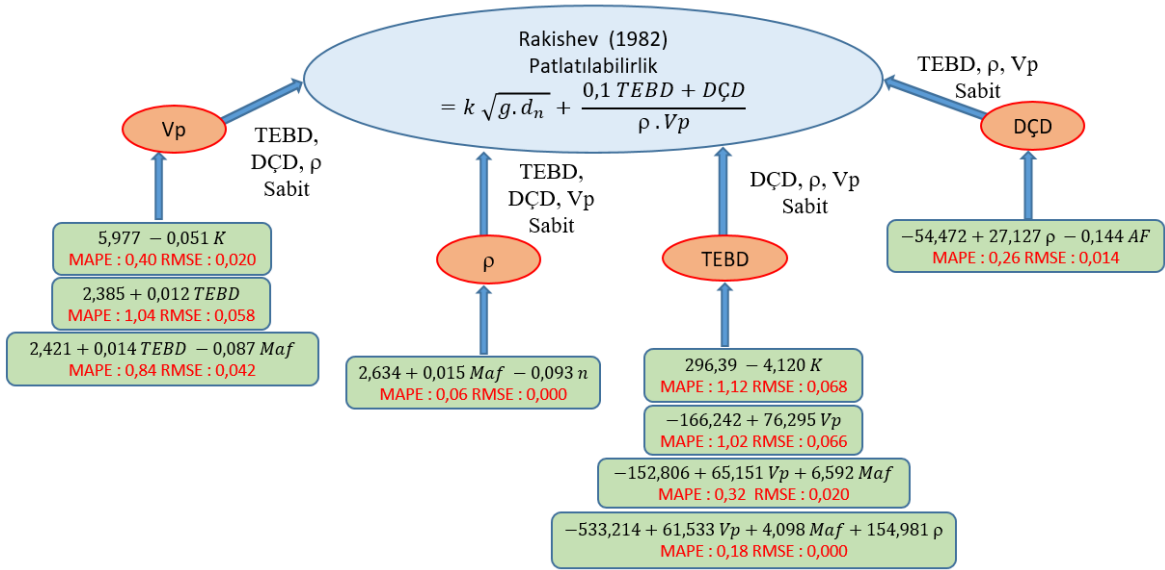 Rakishev (1982)
Patlatılabilirlik
= k √g.dₙ + (0,1 TEBD + DÇD) / (ρ .Vp)
Vp
TEBD,
DÇD, ρ
Sabit
5,977 − 0,051 K
MAPE : 0,40 RMSE : 0,020
2,385 + 0,012 TEBD
MAPE : 1,04 RMSE : 0,058
2,421 + 0,014 TEBD − 0,087 Maf
MAPE : 0,84 RMSE : 0,042
TEBD,
DÇD, Vp
Sabit
ρ
2,634 + 0,015 Maf − 0,093 n
MAPE : 0,06 RMSE : 0,000
DÇD, ρ, Vp
Sabit
TEBD
296,39 − 4,120 K
MAPE : 1,12 RMSE : 0,068
−166,242 + 76,295 Vp
MAPE : 1,02 RMSE : 0,066
−152,806 + 65,151 Vp + 6,592 Maf
MAPE : 0,32 RMSE : 0,020
−533,214 + 61,533 Vp + 4,098 Maf + 154,981 ρ
MAPE : 0,18 RMSE : 0,000
TEBD, ρ, Vp
Sabit
DÇD
−54,472 + 27,127 ρ − 0,144 AF
MAPE : 0,26 RMSE : 0,014